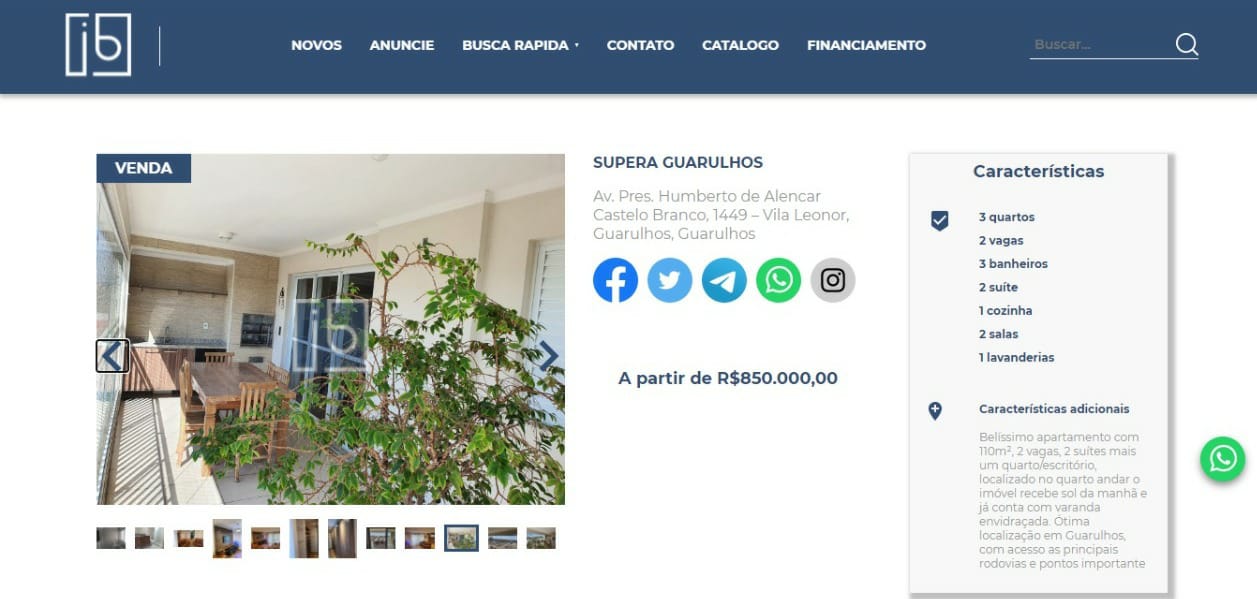 jb
NOVOS
ANUNCIE
BUSCA RAPIDA
CONTATO
CATALOGO
FINANCIAMENTO
Buscar...
VENDA
jb
SUPERA GUARULHOS
Av. Pres. Humberto de Alencar
Castelo Branco, 1449 – Vila Leonor,
Guarulhos, Guarulhos
A partir de R$850.000,00
Características
3 quartos
2 vagas
3 banheiros
2 suíte
1 cozinha
2 salas
1 lavanderias
Características adicionais
Belíssimo apartamento com
110m², 2 vagas, 2 suítes mais
um quarto/escritório,
localizado no quarto andar o
imóvel recebe sol da manhã e
já conta com varanda
envidraçada. Ótima
localização em Guarulhos,
com acesso as principais
rodovias e pontos importante